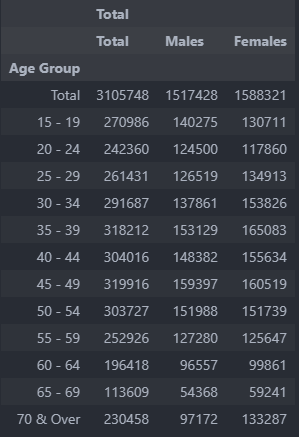 Total
Total Males Females
Age Group
Total 3105748 1517428 1588321
15 - 19 270986 140275 130711
20 - 24 242360 124500 117860
25 - 29 261431 126519 134913
30 - 34 291687 137861 153826
35 - 39 318212 153129 165083
40 - 44 304016 148382 155634
45 - 49 319916 159397 160519
50 - 54 303727 151988 151739
55 - 59 252926 127280 125647
60 - 64 196418 96557 99861
65 - 69 113609 54368 59241
70 & Over 230458 97172 133287